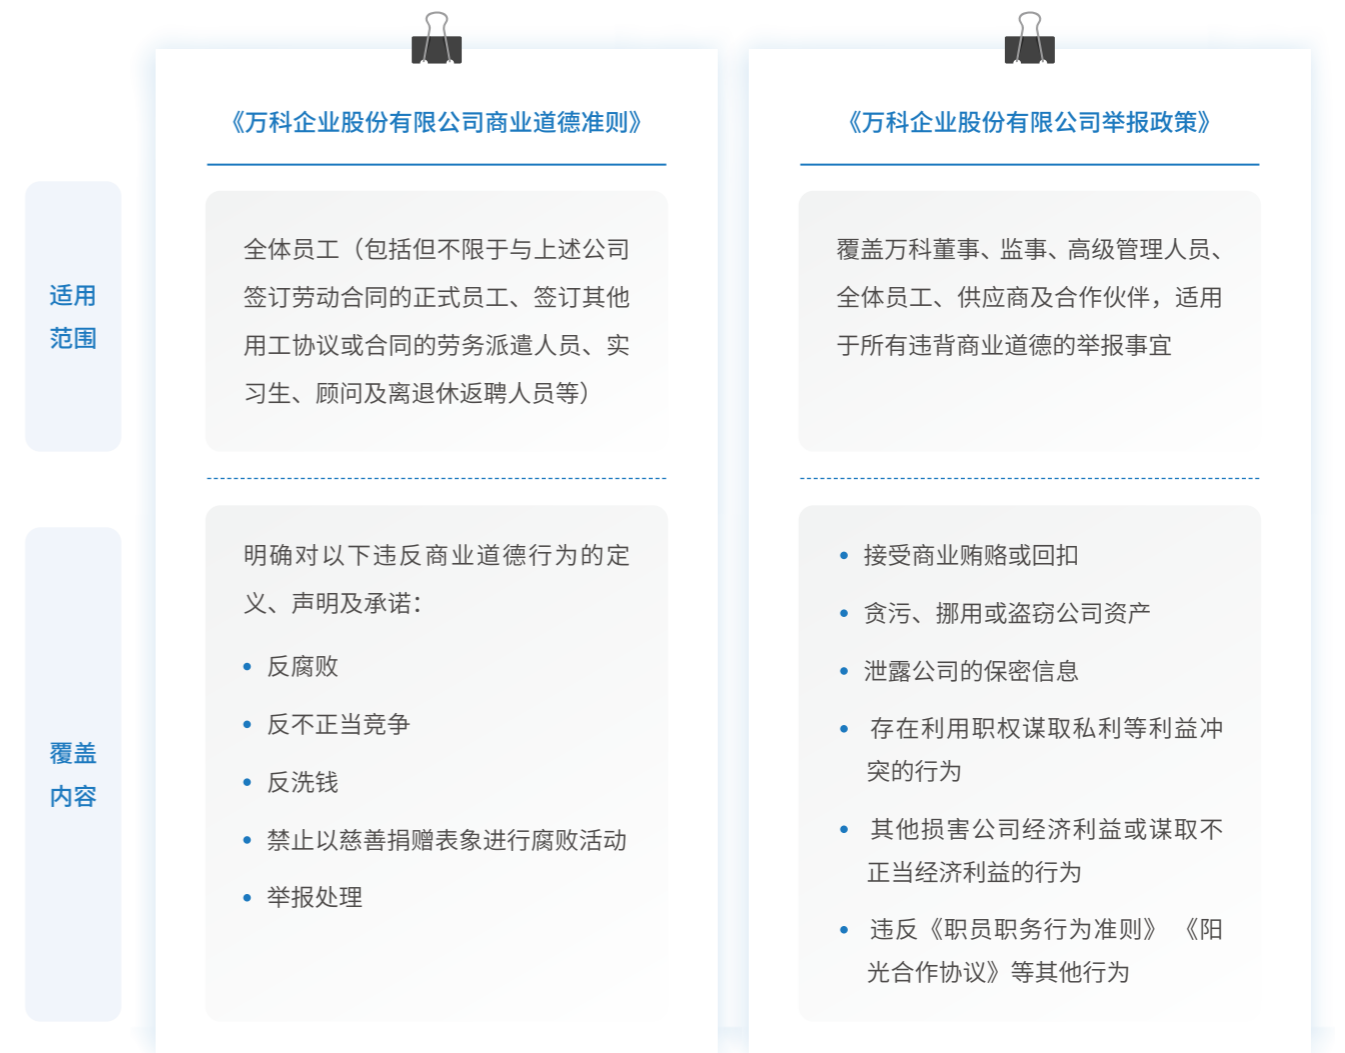 《万科企业股份有限公司商业道德准则》
《万科企业股份有限公司举报政策》
适用
范围
全体员工（包括但不限于与上述公司
签订劳动合同的正式员工、签订其他
用工协议或合同的劳务派遣人员、实
习生、顾问及离退休返聘人员等）
覆盖万科董事、监事、高级管理人员、
全体员工、供应商及合作伙伴，适用
于所有违背商业道德的举报事宜
覆盖
内容
明确对以下违反商业道德行为的定
义、声明及承诺：
• 反腐败
• 反不正当竞争
• 反洗钱
• 禁止以慈善捐赠表象进行腐败活动
• 举报处理
• 接受商业贿赂或回扣
• 贪污、挪用或盗窃公司资产
• 泄露公司的保密信息
• 存在利用职权谋取私利等利益冲
突的行为
• 其他损害公司经济利益或谋取不
正当经济利益的行为
• 违反《职员职务行为准则》 《阳
光合作协议》等其他行为